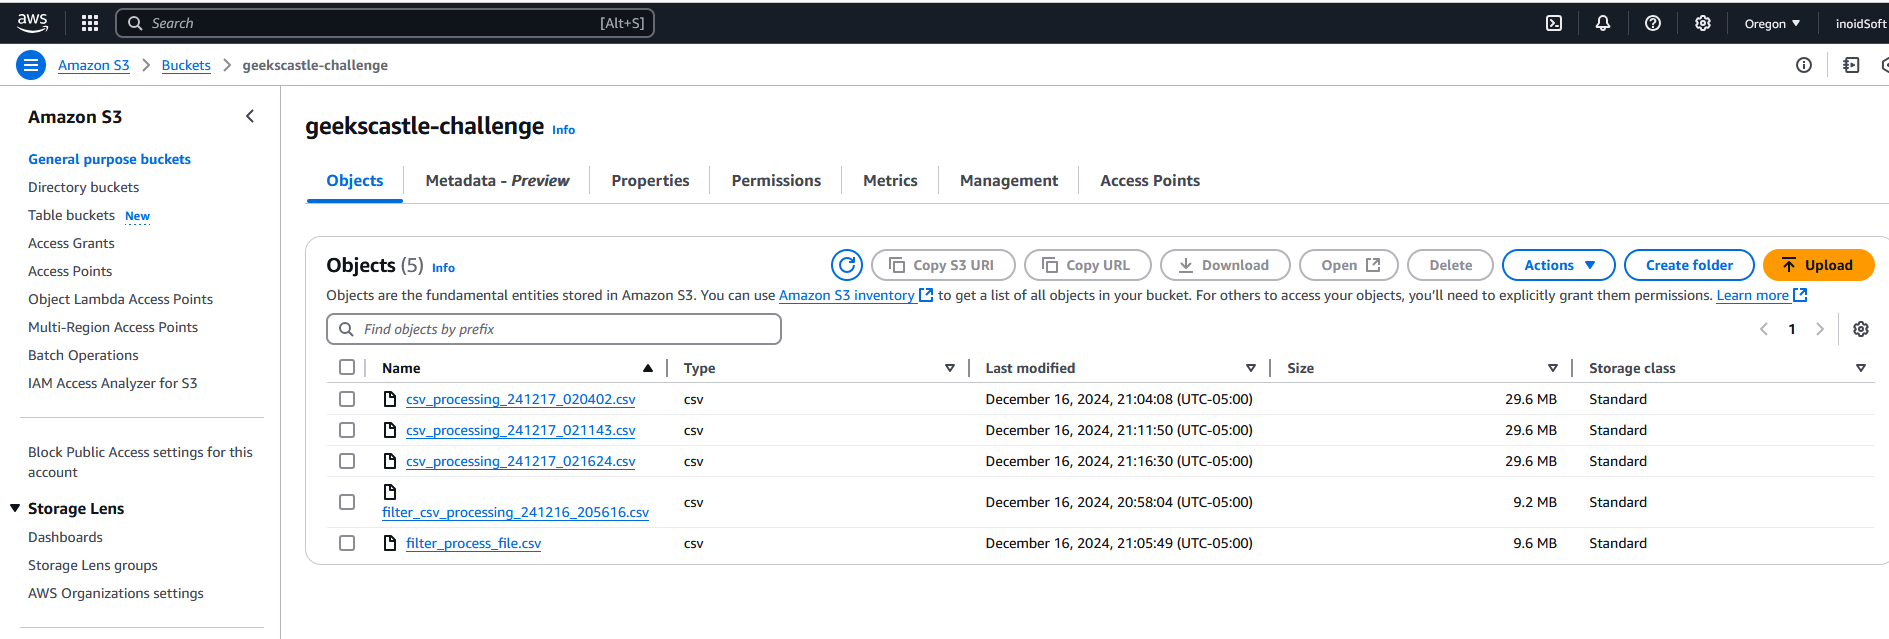 aws Search [Alt+S] Oregon inoidSoft
Amazon S3 Buckets geekscastle-challenge
Amazon S3
General purpose buckets
Directory buckets
Table buckets New
Access Grants
Access Points
Object Lambda Access Points
Multi-Region Access Points
Batch Operations
IAM Access Analyzer for S3
Block Public Access settings for this
account
Storage Lens
Dashboards
Storage Lens groups
AWS Organizations settings
geekscastle-challenge Info
Objects Metadata - Preview Properties Permissions Metrics Management Access Points
Objects (5) Info Copy S3 URI Copy URL Download Open Delete Actions Create folder Upload
Objects are the fundamental entities stored in Amazon S3. You can use Amazon S3 inventory to get a list of all objects in your bucket. For others to access your objects, you'll need to explicitly grant them permissions. Learn more
Find objects by prefix 1
Name Type Last modified Size Storage class
csv_processing_241217_020402.csv csv December 16, 2024, 21:04:08 (UTC-05:00) 29.6 MB Standard
csv_processing_241217_021143.csv csv December 16, 2024, 21:11:50 (UTC-05:00) 29.6 MB Standard
csv_processing_241217_021624.csv csv December 16, 2024, 21:16:30 (UTC-05:00) 29.6 MB Standard
filter_csv_processing_241216_205616.csv csv December 16, 2024, 20:58:04 (UTC-05:00) 9.2 MB Standard
filter_process_file.csv csv December 16, 2024, 21:05:49 (UTC-05:00) 9.6 MB Standard